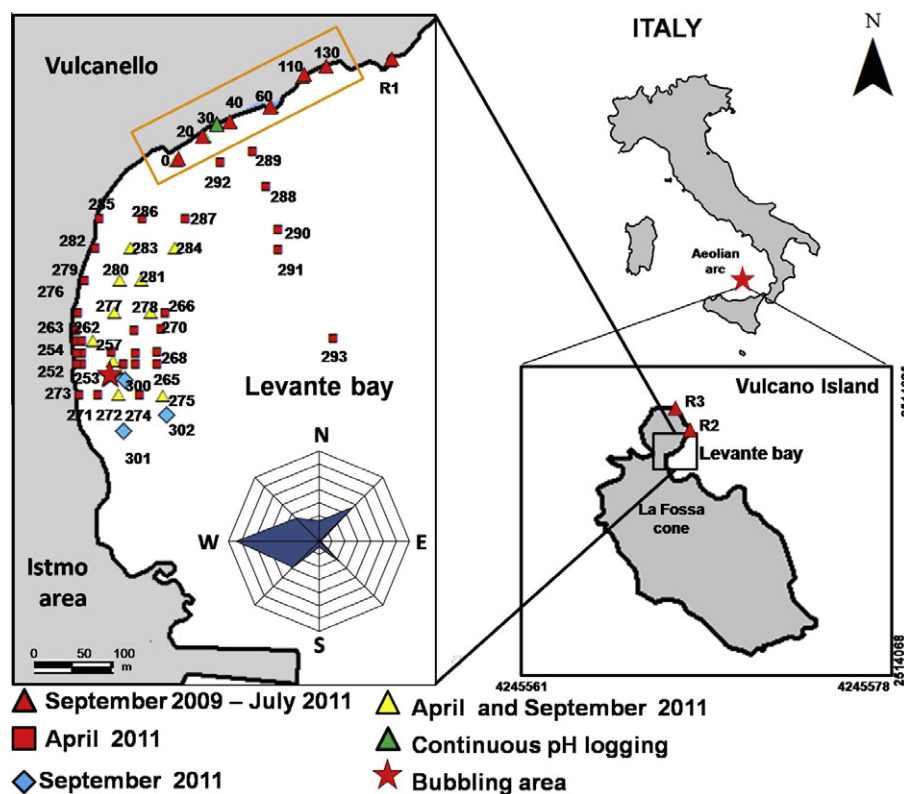 Vulcanello
ITALY
N
130
110
R1
60
40
30
20
0
289
292
288
285 286 287
290
282 283 284
291
279 280 281
276
277 278 266
263 262 270
293
254 257 268
252
253 300 265
273
271 272 274 275
302
301
Levante bay
N
W E
S
Istmo
area
0 50 100
m
Aeolian
arc
Vulcano Island
R3
R2
Levante bay
La Fossa
cone
2514068
4245561 4245578
September 2009 – July 2011
April and September 2011
April 2011
Continuous pH logging
September 2011
Bubbling area